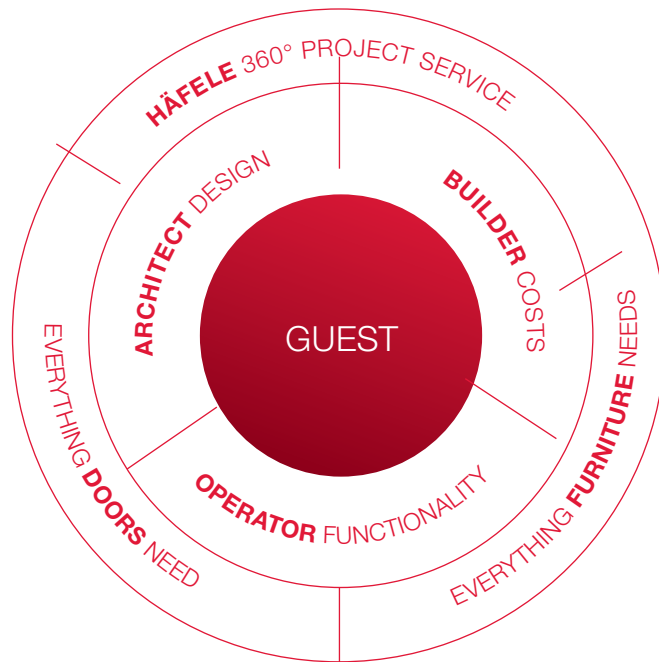 HÄFELE 360° PROJECT SERVICE
ARCHITECT DESIGN
BUILDER COSTS
GUEST
OPERATOR FUNCTIONALITY
EVERYTHING DOORS NEED
EVERYTHING FURNITURE NEEDS